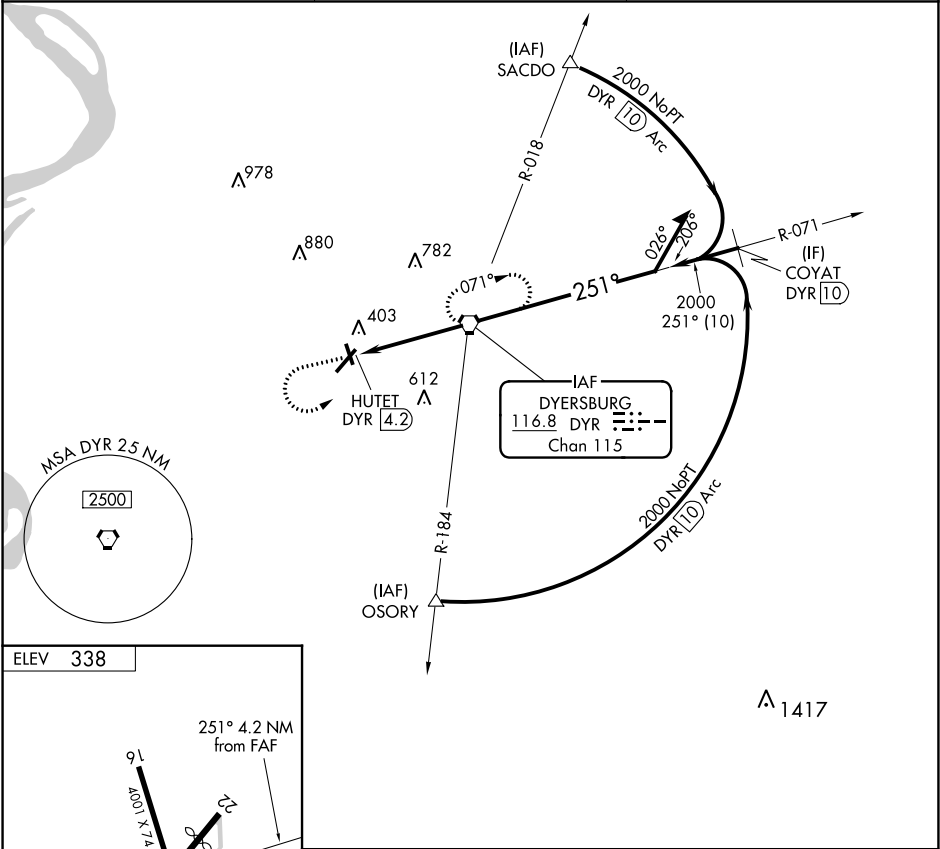 (IAF)
SACDO
2000 NoPT
DYR 10 Arc
R-018
978
880
782
403
612
071°
251°
026°
206°
R-071
(IF)
COYAT
DYR 10
2000
251° (10)
HUTET
DYR 4.2
IAF
DYERSBURG
116.8 DYR
Chan 115
MSA DYR 25 NM
2500
R-184
2000 NoPT
DYR 10 Arc
(IAF)
OSORY
1417
ELEV 338
251° 4.2 NM
from FAF
16
4001 X 74
22